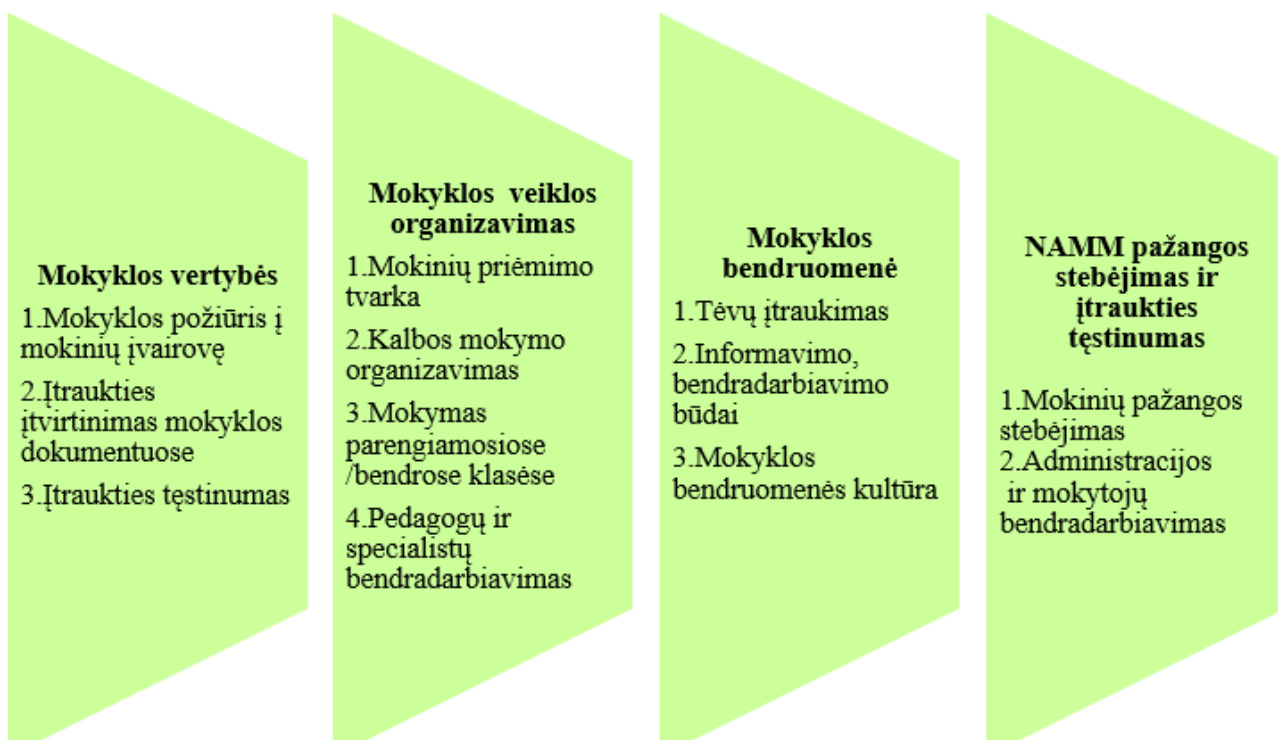 Mokyklos vertybės
1.Mokyklos požiūris į
mokinių įvairovę
2.Įtraukties
įtvirtinimas mokyklos
dokumentuose
3.Įtraukties tęstinumas
Mokyklos veiklos
organizavimas
1.Mokinių priėmimo
tvarka
2.Kalbos mokymo
organizavimas
3.Mokymas
parengiamosiose
/bendrose klasėse
4.Pedagogų ir
specialistų
bendradarbiavimas
Mokyklos
bendruomenė
1.Tėvų įtraukimas
2.Informavimo,
bendradarbiavimo
būdai
3.Mokyklos
bendruomenės kultūra
NAMM pažangos
stebėjimas ir
įtraukties
tęstinumas
1.Mokinių pažangos
stebėjimas
2.Administracijos
ir mokytojų
bendradarbiavimas